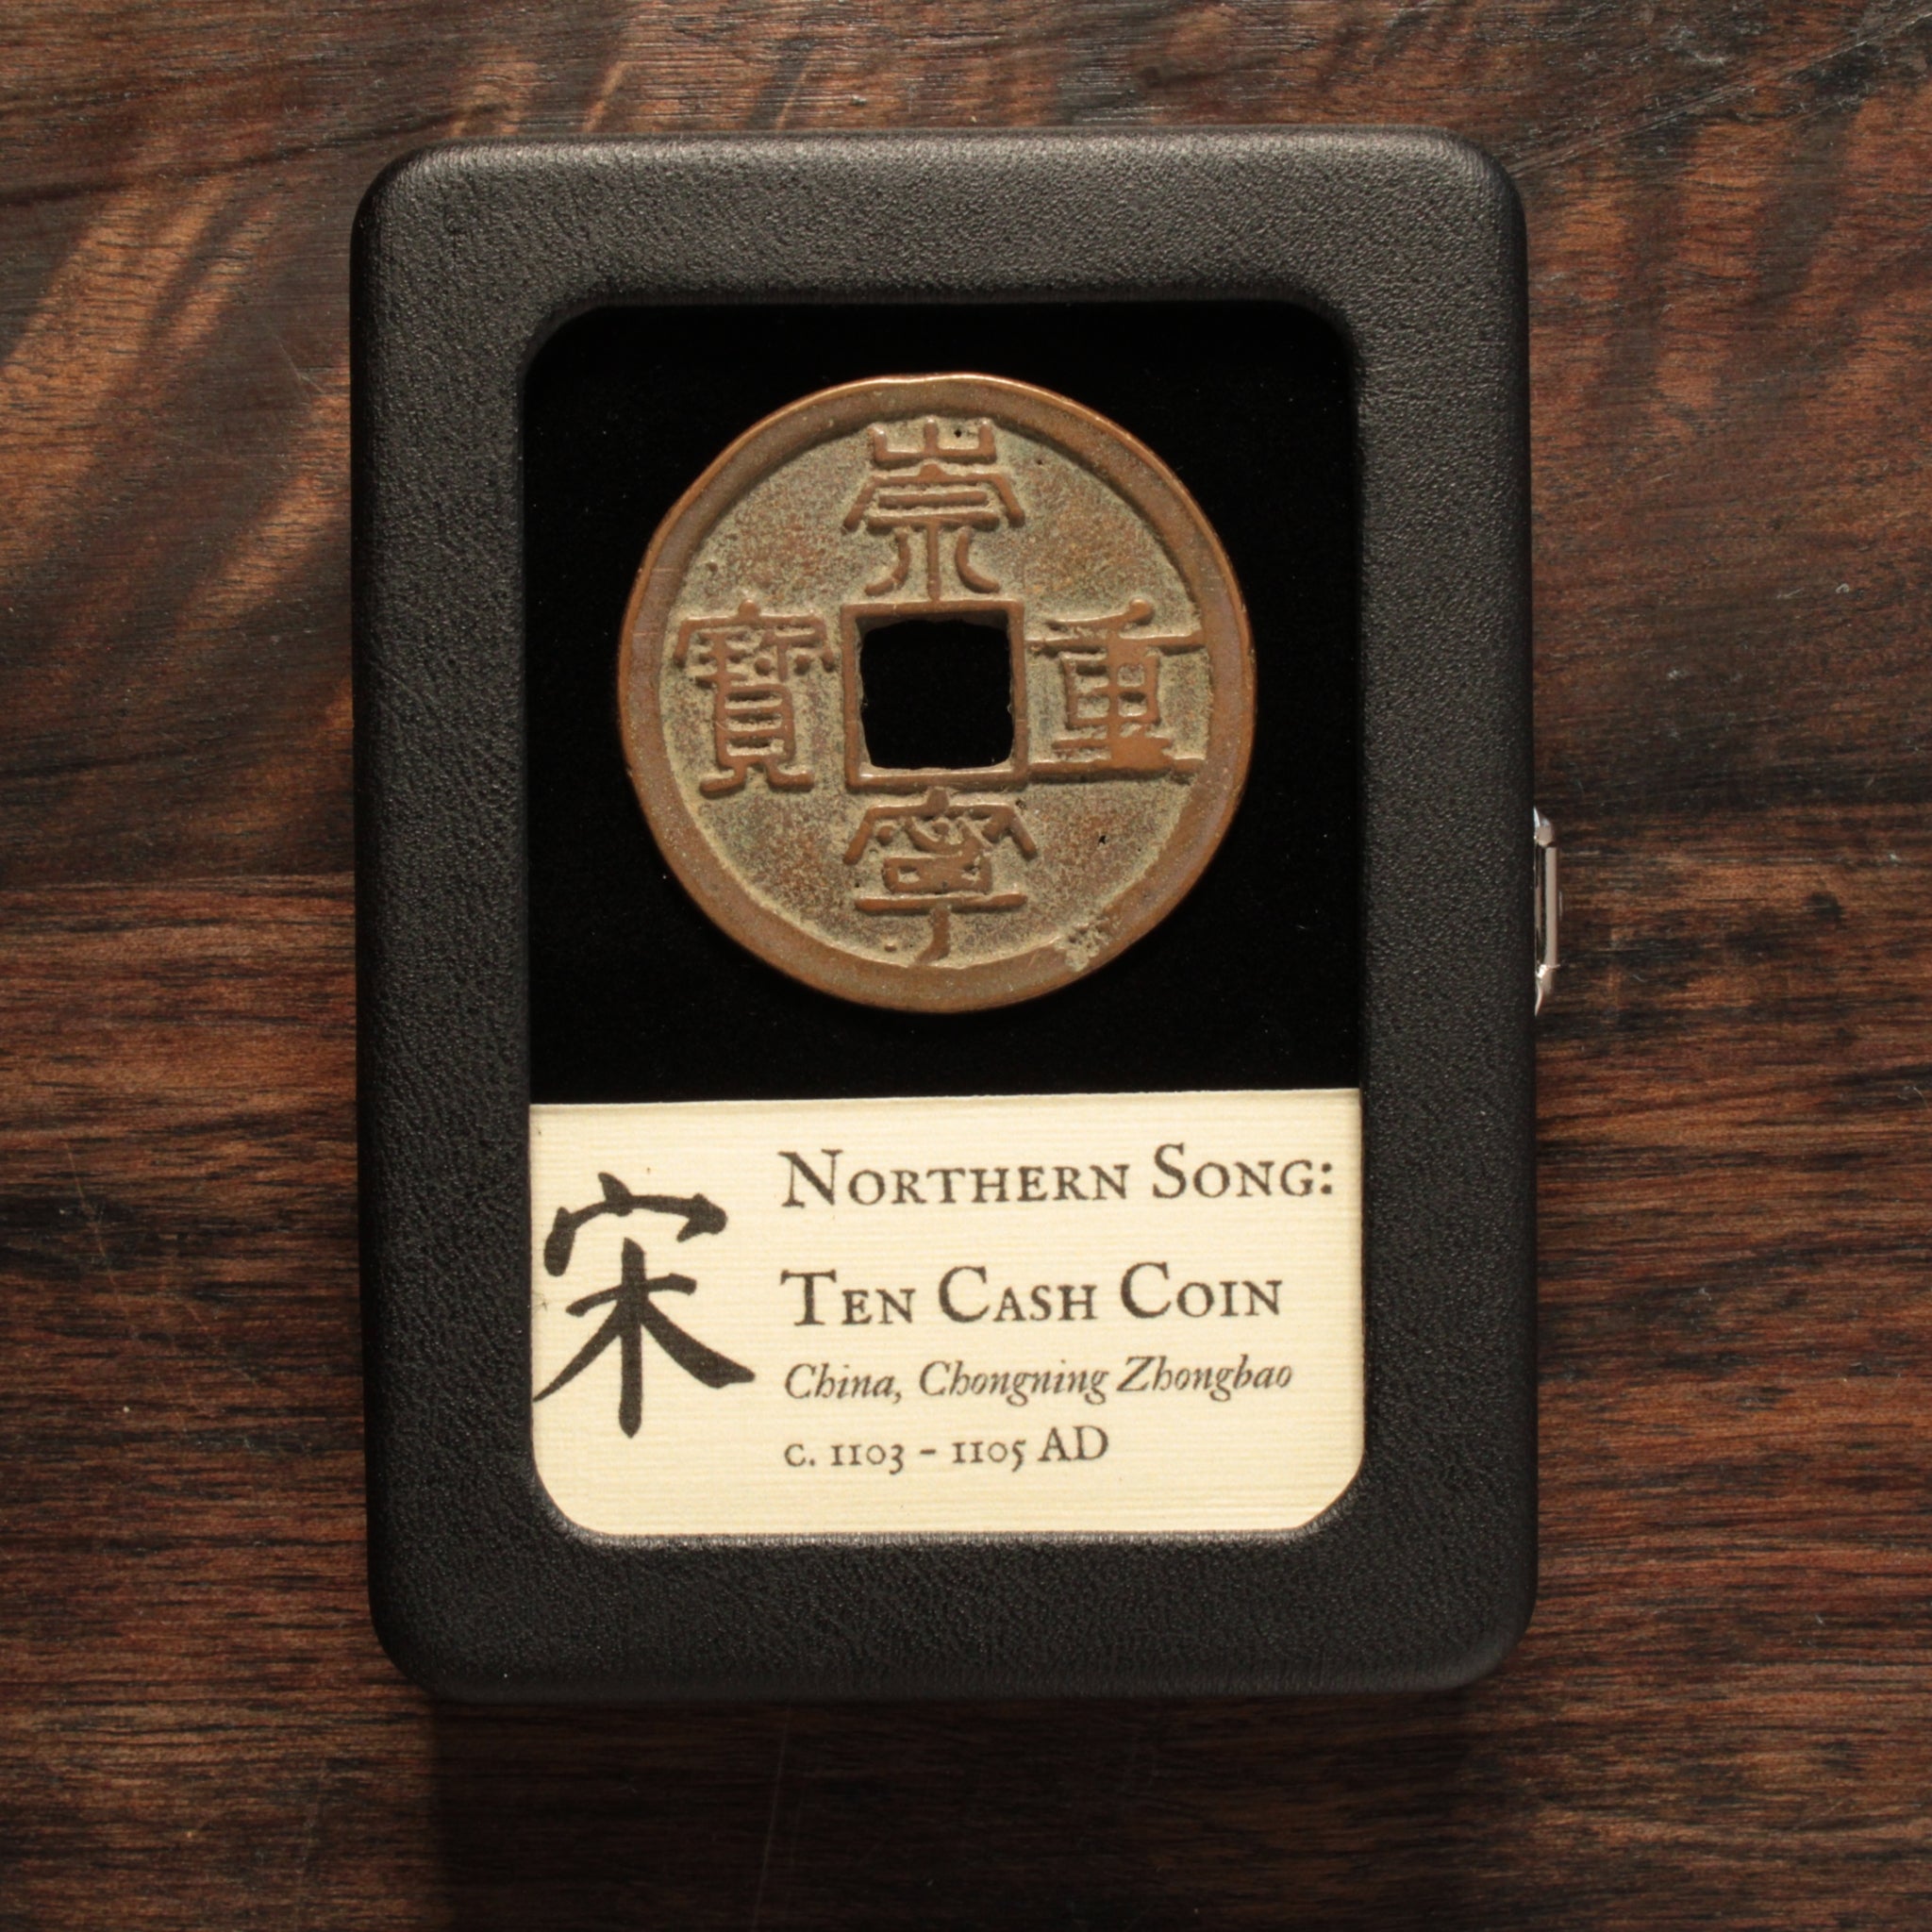 崇
寶 重
寧
宋
Northern Song:
Ten Cash Coin
China, Chongning Zhongbao
c. 1103 - 1105 AD